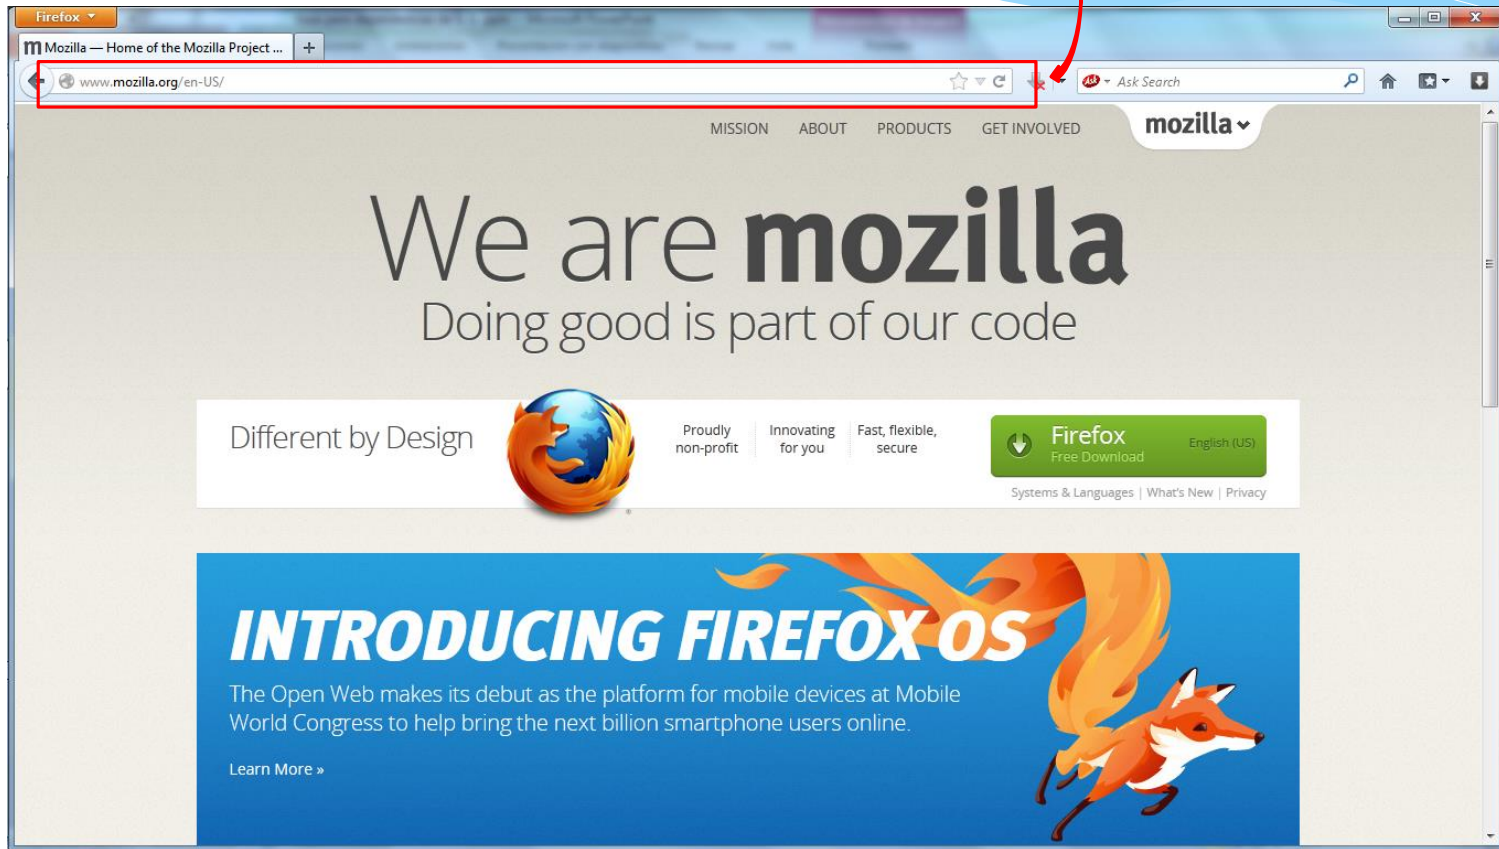 Firefox
m Mozilla — Home of the Mozilla Project ... +
www.mozilla.org/en-US/
Ask Ask Search
MISSION ABOUT PRODUCTS GET INVOLVED mozilla
We are mozilla
Doing good is part of our code
Different by Design
Proudly
non-profit
Innovating
for you
Fast, flexible,
secure
Firefox
Free Download
English (US)
Systems & Languages | What's New | Privacy
INTRODUCING FIREFOX OS
The Open Web makes its debut as the platform for mobile devices at Mobile
World Congress to help bring the next billion smartphone users online.
Learn More »